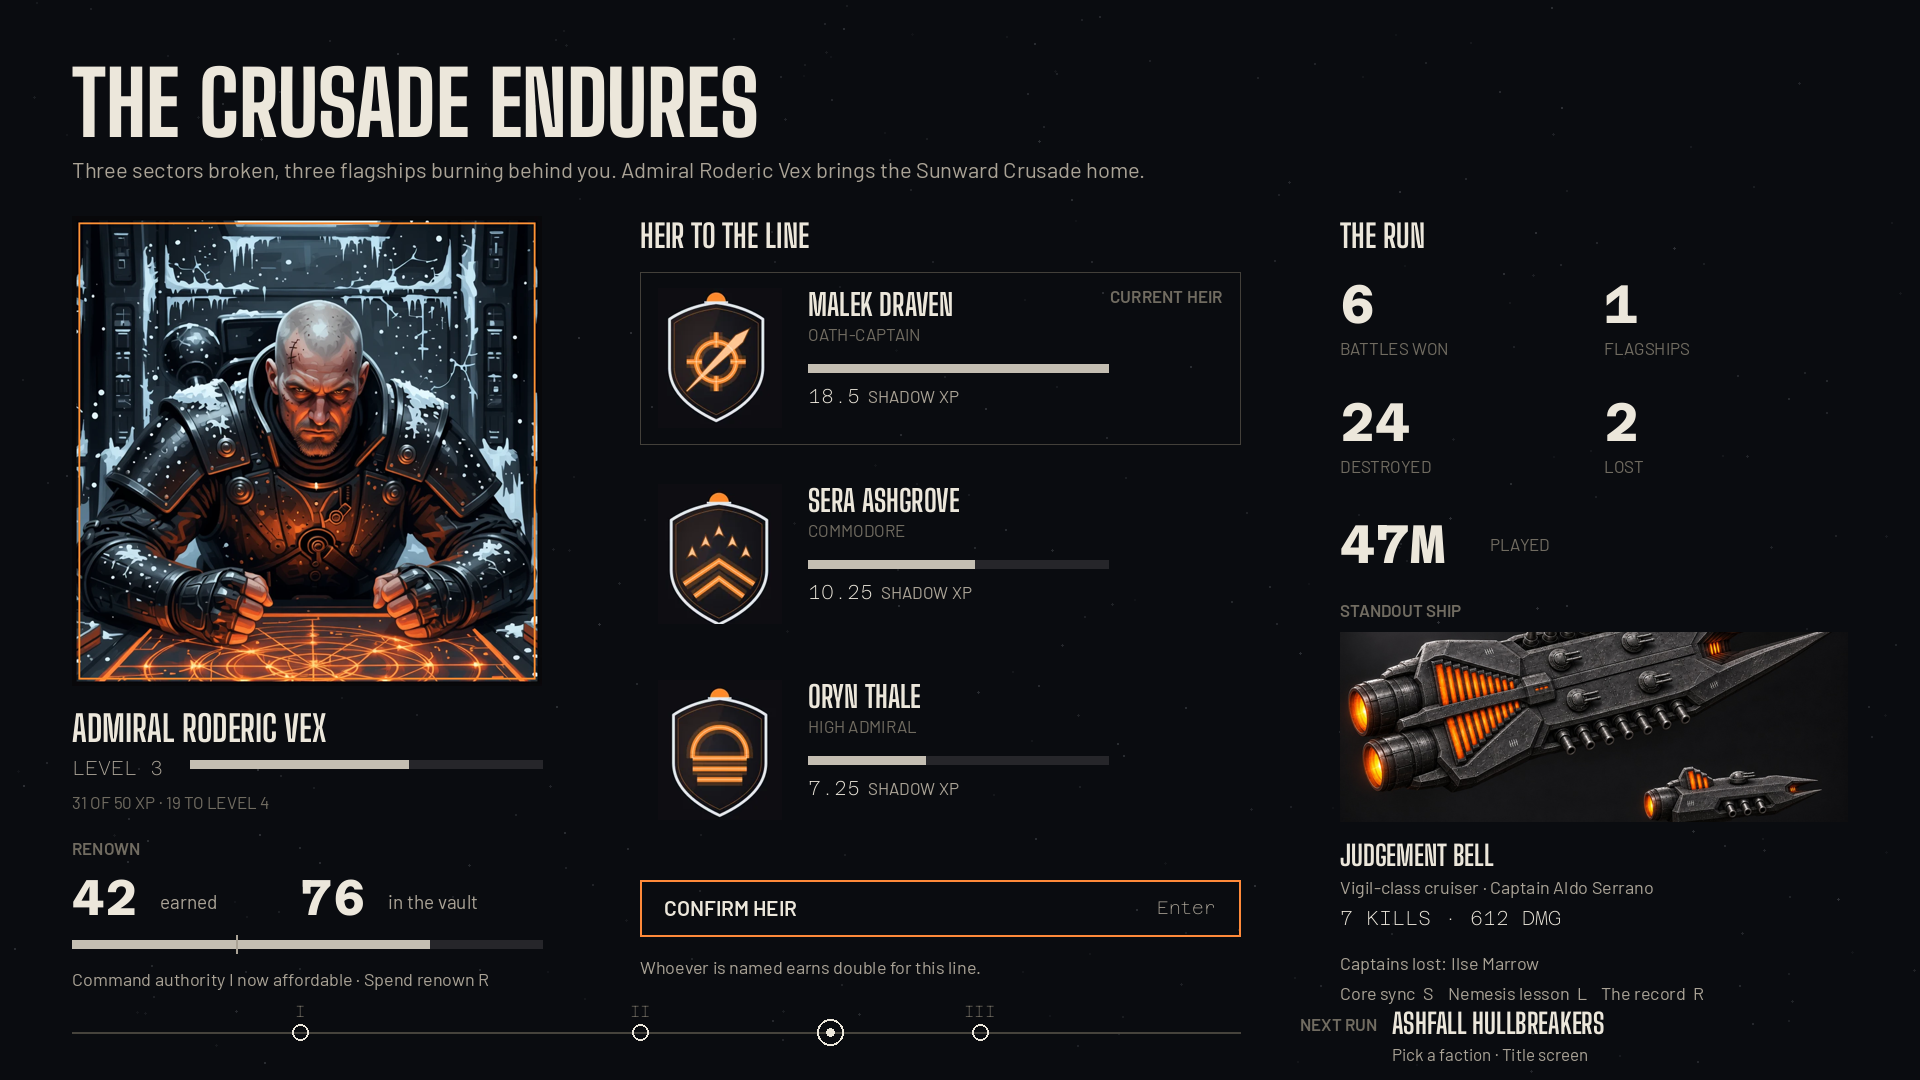 THE CRUSADE ENDURES
Three sectors broken, three flagships burning behind you. Admiral Roderic Vex brings the Sunward Crusade home.
ADMIRAL RODERIC VEX
LEVEL 3
31 OF 50 XP · 19 TO LEVEL 4
RENOWN
42 earned 76 in the vault
Command authority I now affordable · Spend renown R
HEIR TO THE LINE
MALEK DRAVEN
CURRENT HEIR
OATH-CAPTAIN
18.5 SHADOW XP
SERA ASHGROVE
COMMODORE
10.25 SHADOW XP
ORYN THALE
HIGH ADMIRAL
7.25 SHADOW XP
CONFIRM HEIR Enter
Whoever is named earns double for this line.
I II III
THE RUN
6 1
BATTLES WON FLAGSHIPS
24 2
DESTROYED LOST
47M PLAYED
STANDOUT SHIP
JUDGEMENT BELL
Vigil-class cruiser · Captain Aldo Serrano
7 KILLS · 612 DMG
Captains lost: Ilse Marrow
Core sync S Nemesis lesson L The record R
NEXT RUN ASHFALL HULLBREAKERS
Pick a faction · Title screen